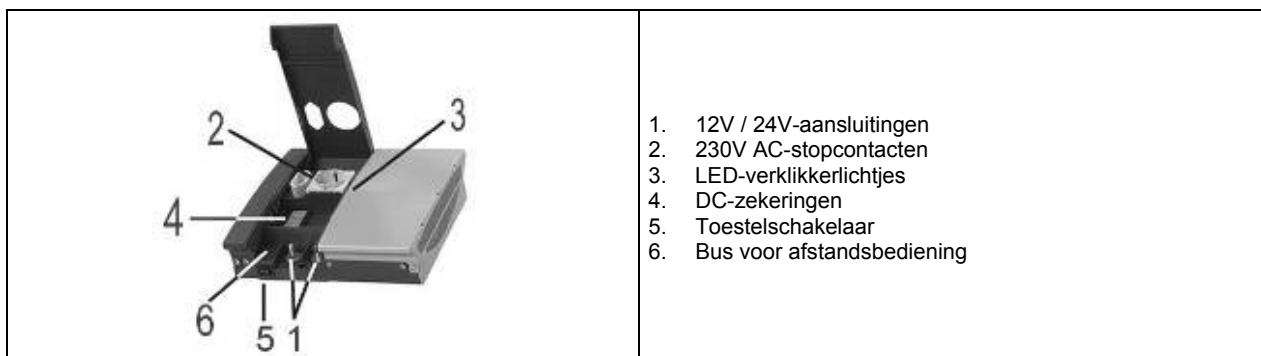 2
3
4
6
5
1
1. 12V / 24V-aansluitingen
2. 230V AC-stopcontacten
3. LED-verklikkerlichtjes
4. DC-zekeringen
5. Toestelschakelaar
6. Bus voor afstandsbediening